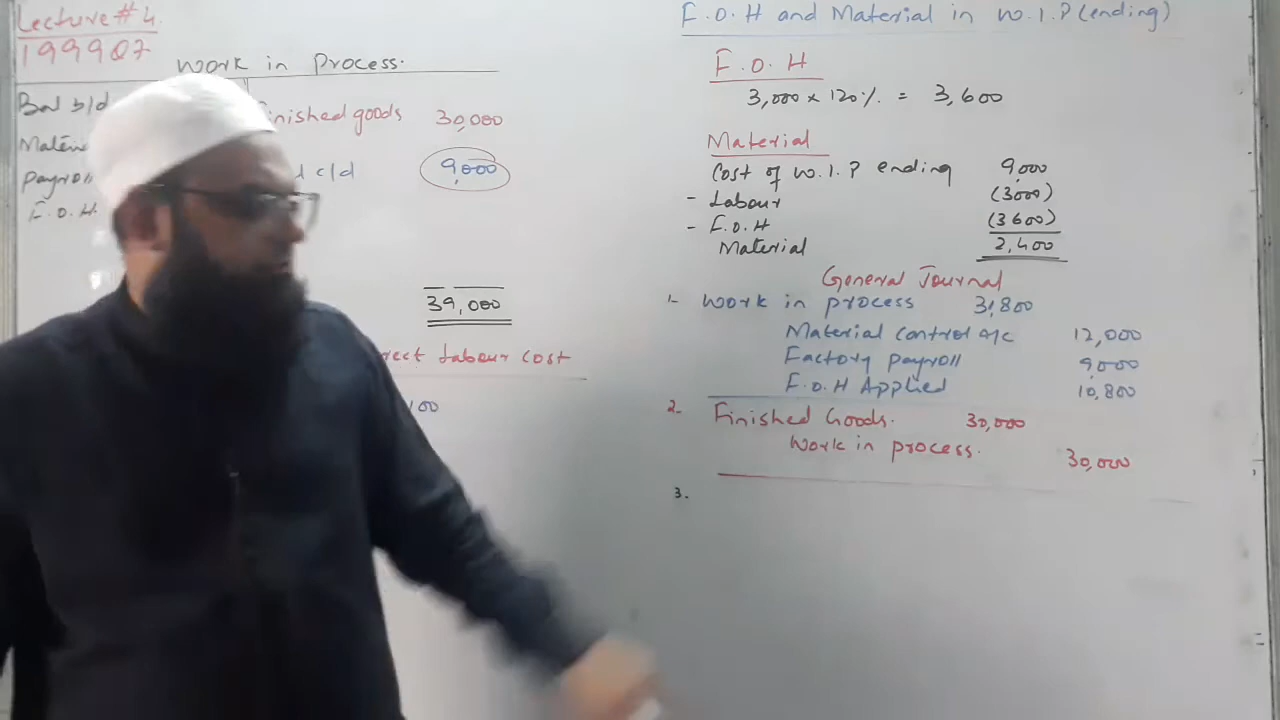 Lecture # 4
199907
Work in Process.
Bal b/d
Finished goods 30,000
c/d 9,000
Payroll
F.O.H.
39,000
Labour cost
F.O.H and Material in W.I.P (ending)
F.O.H
3,000 x 120% = 3,600
Material
Cost of W.I.P ending 9,000
- Labour (3000)
- F.O.H (3600)
Material 2,400
General Journal
1- Work in process 31,800
Material Control a/c 12,000
Factory payroll 9,000
F.O.H Applied 10,800
2. Finished Goods. 30,000
Work in process. 30,000
3.